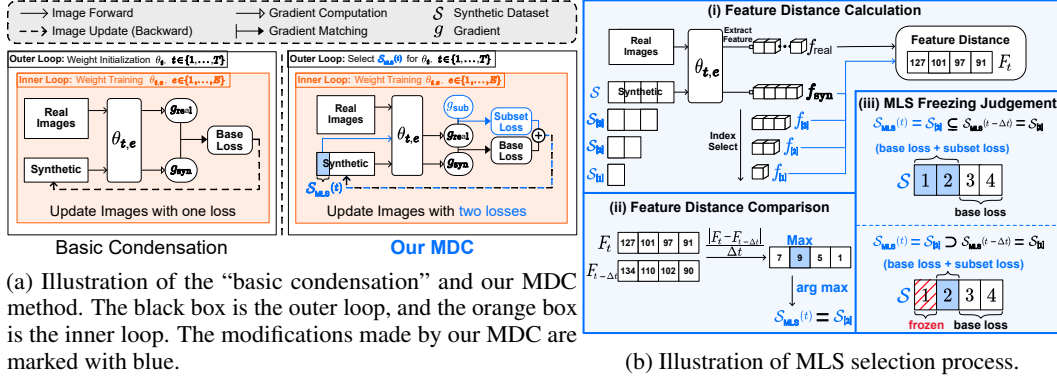 Image Forward
Gradient Computation
S Synthetic Dataset
Image Update (Backward)
Gradient Matching
g Gradient
Outer Loop: Weight Initialization θt, t∈{1,…,T}
Inner Loop: Weight Training θt,e, e∈{1,…,E}
Real
Images
θt,e
Synthetic
greal
gsyn
Base
Loss
Update Images with one loss
Basic Condensation
Outer Loop: Select SMLS(t) for θt, t∈{1,…,T}
Inner Loop: Weight Training θt,e, e∈{1,…,E}
Real
Images
θt,e
Synthetic
SMLS(t)
gsub
greal
gsyn
Subset
Loss
Base
Loss
+
Update Images with two losses
Our MDC
(a) Illustration of the “basic condensation” and our MDC
method. The black box is the outer loop, and the orange box
is the inner loop. The modifications made by our MDC are
marked with blue.
(i) Feature Distance Calculation
Real
Images
Extract
Feature
freal
θt,e
S
Synthetic
fsyn
S[3]
S[2]
S[1]
Index
Select
f[3]
f[2]
f[1]
Feature Distance
127 101 97 91
Ft
(ii) Feature Distance Comparison
Ft 127 101 97 91
Ft−Δt 134 110 102 90
|Ft−Ft−Δt|
Δt
Max
7 9 5 1
arg max
SMLS(t) = S[2]
(iii) MLS Freezing Judgement
SMLS(t) = S[2] ⊆ SMLS(t−Δt) = S[3]
(base loss + subset loss)
S 1 2 3 4
base loss
SMLS(t) = S[2] ⊃ SMLS(t−Δt) = S[1]
(base loss + subset loss)
S 1 2 3 4
frozen
base loss
(b) Illustration of MLS selection process.